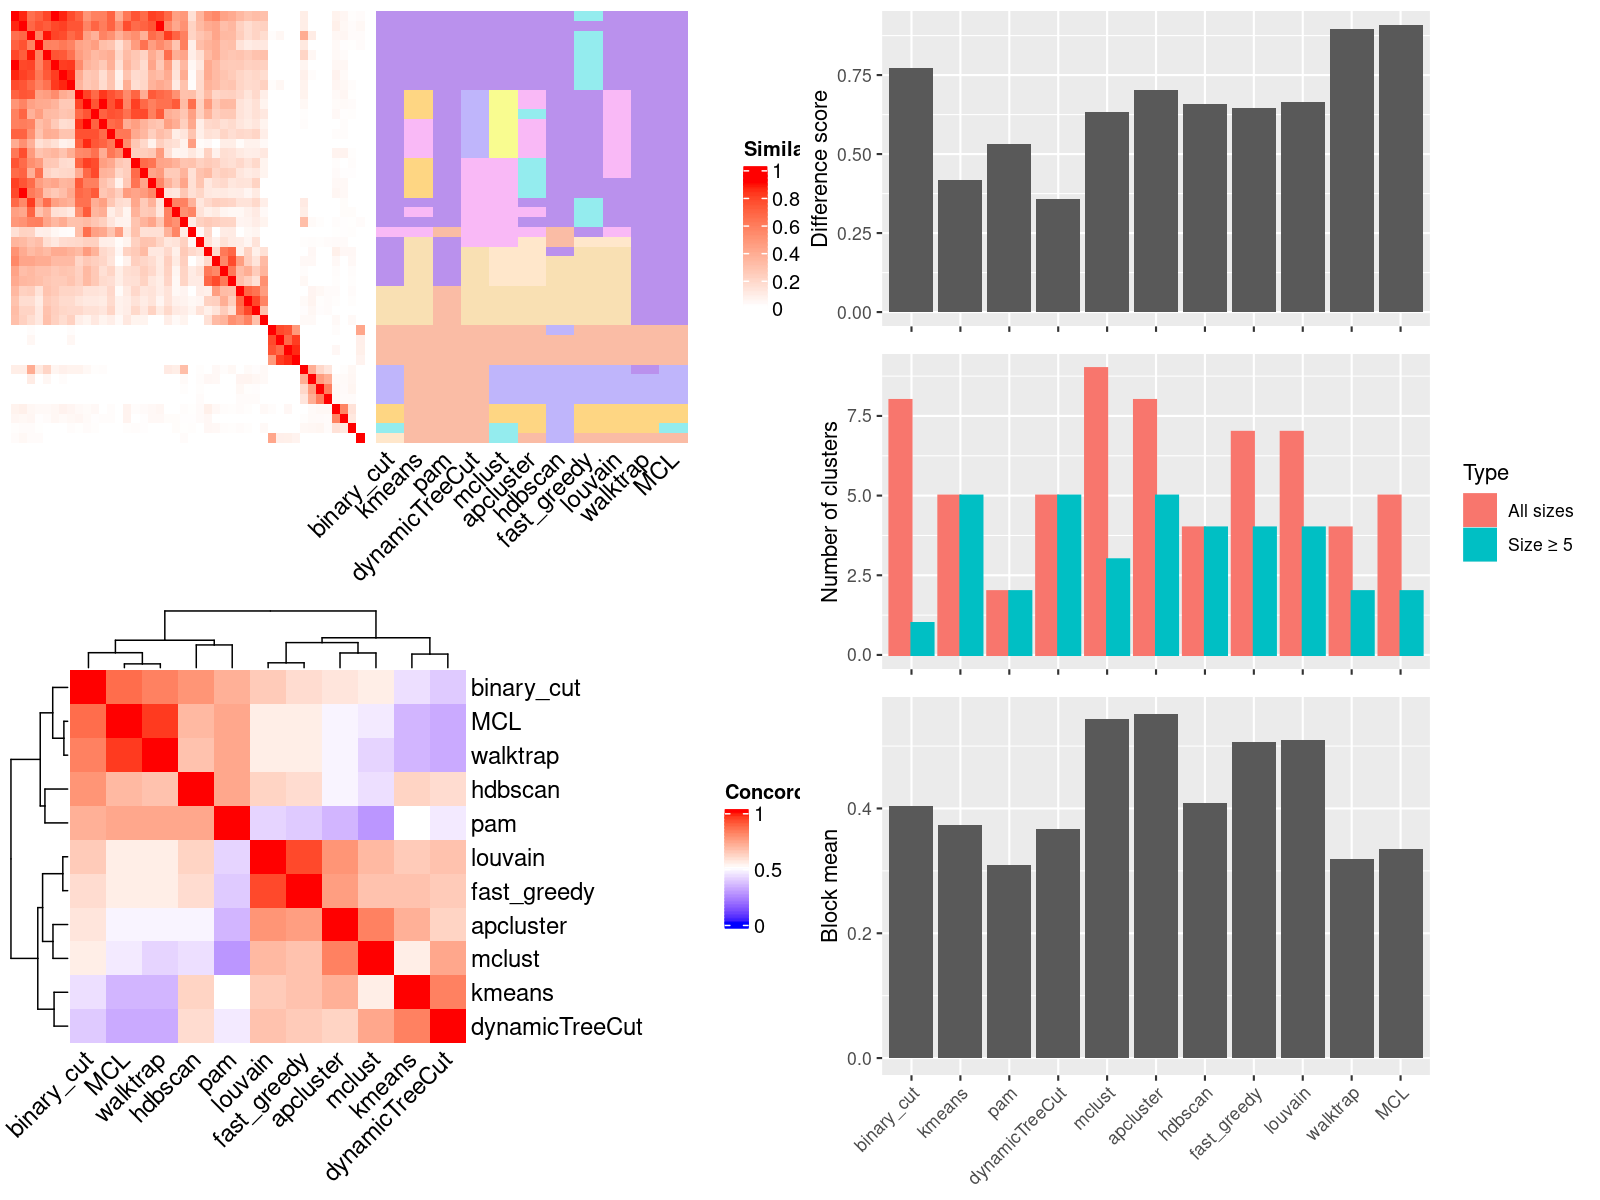 Simila
1
0.8
0.6
0.4
0.2
0
binary_cut
kmeans
pam
dynamicTreeCut
mclust
apcluster
hdbscan
fast_greedy
louvain
walktrap
MCL
Difference score
0.75
0.50
0.25
0.00
Number of clusters
7.5
5.0
2.5
0.0
Type
All sizes
Size ≥ 5
binary_cut
MCL
walktrap
hdbscan
pam
louvain
fast_greedy
apcluster
mclust
kmeans
dynamicTreeCut
binary_cut
MCL
walktrap
hdbscan
pam
louvain
fast_greedy
apcluster
mclust
kmeans
dynamicTreeCut
Concord
1
0.5
0
Block mean
0.4
0.2
0.0
binary_cut
kmeans
pam
dynamicTreeCut
mclust
apcluster
hdbscan
fast_greedy
louvain
walktrap
MCL